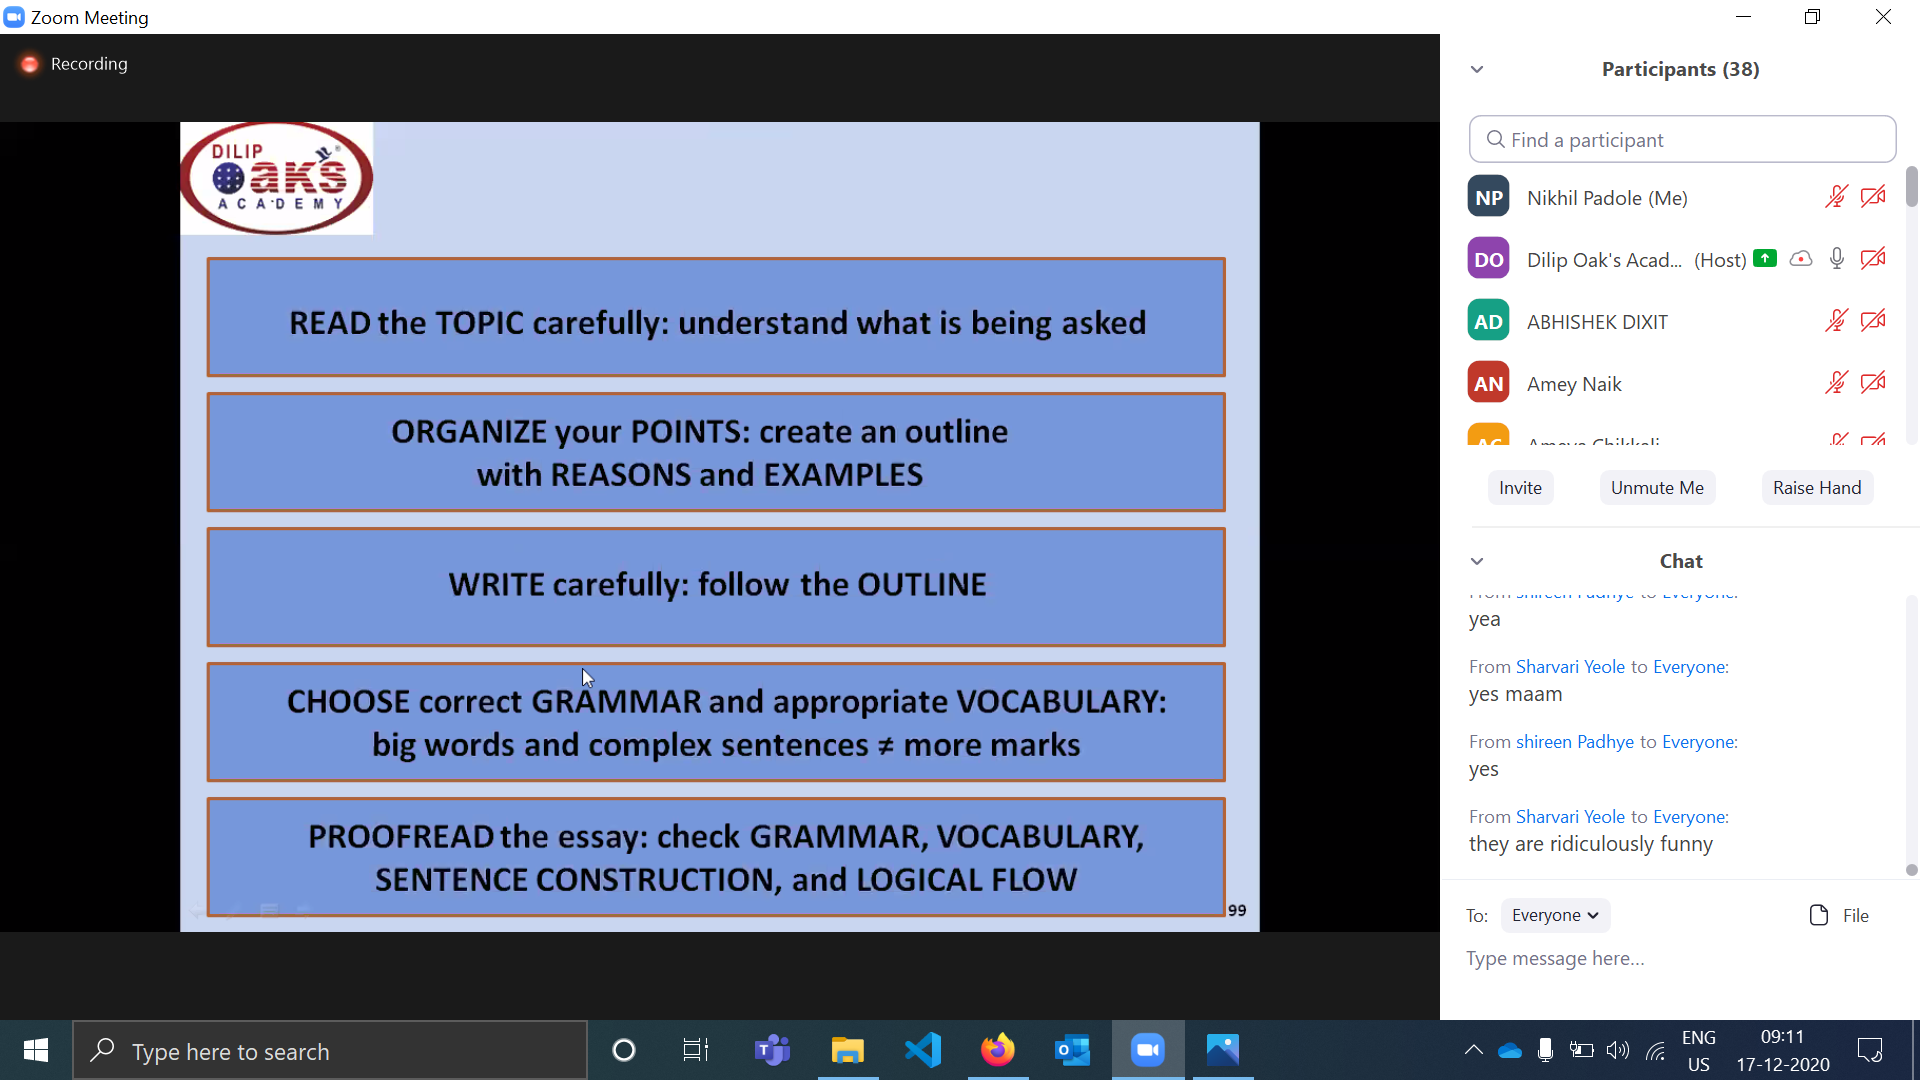 Zoom Meeting
Recording
DILIP
Oak's
ACADEMY
READ the TOPIC carefully: understand what is being asked
ORGANIZE your POINTS: create an outline
with REASONS and EXAMPLES
WRITE carefully: follow the OUTLINE
CHOOSE correct GRAMMAR and appropriate VOCABULARY:
big words and complex sentences ≠ more marks
PROOFREAD the essay: check GRAMMAR, VOCABULARY,
SENTENCE CONSTRUCTION, and LOGICAL FLOW
99
Participants (38)
Find a participant
NP Nikhil Padole (Me)
DO Dilip Oak's Acad... (Host)
AD ABHISHEK DIXIT
AN Amey Naik
Invite Unmute Me Raise Hand
Chat
From shireen Padhye to Everyone:
yea
From Sharvari Yeole to Everyone:
yes maam
From shireen Padhye to Everyone:
yes
From Sharvari Yeole to Everyone:
they are ridiculously funny
To: Everyone File
Type message here...
Type here to search
ENG
US
09:11
17-12-2020